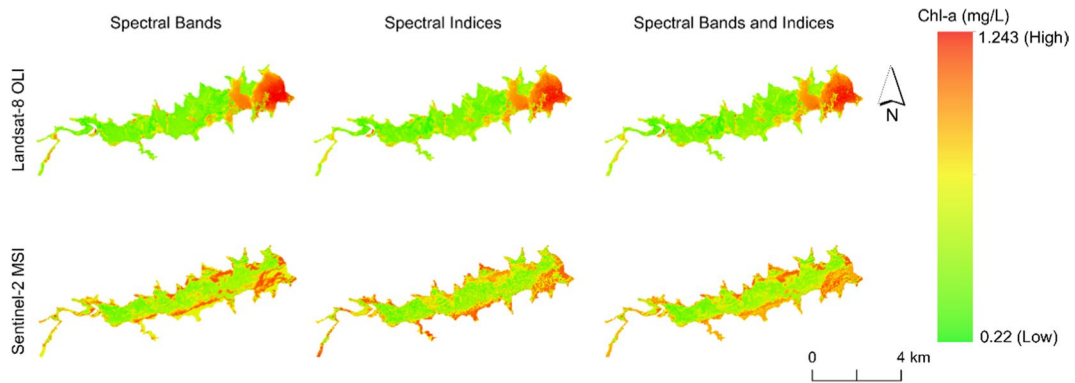 Spectral Bands
Spectral Indices
Spectral Bands and Indices
Chl-a (mg/L)
1.243 (High)
Landsat-8 OLI
N
Sentinel-2 MSI
0.22 (Low)
0
4 km